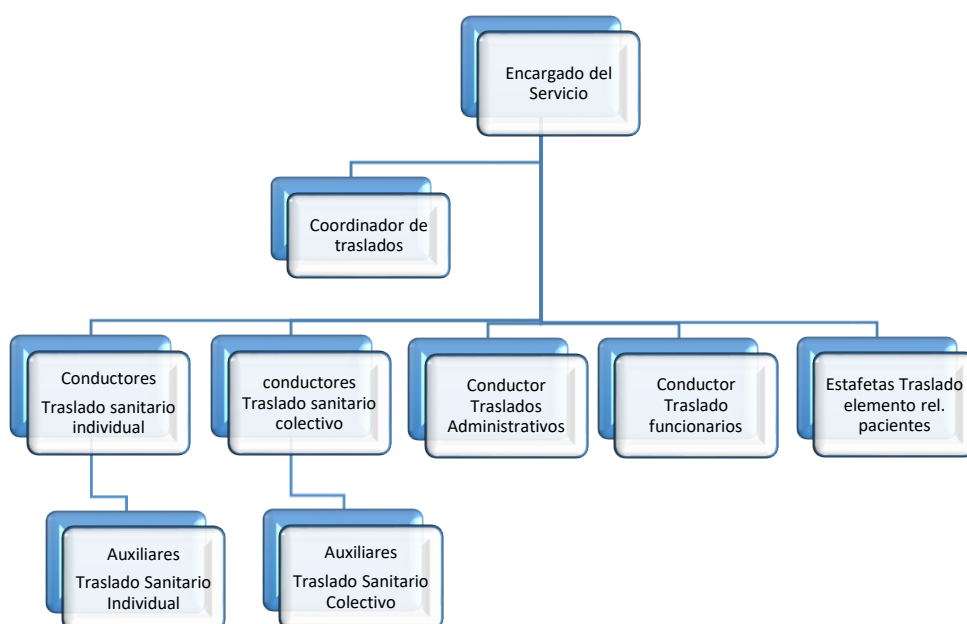 Encargado del
Servicio
Coordinador de
traslados
Conductores
Traslado sanitario
individual
conductores
Traslado sanitario
colectivo
Conductor
Traslados
Administrativos
Conductor
Traslado
funcionarios
Estafetas Traslado
elemento rel.
pacientes
Auxiliares
Traslado Sanitario
Individual
Auxiliares
Traslado Sanitario
Colectivo